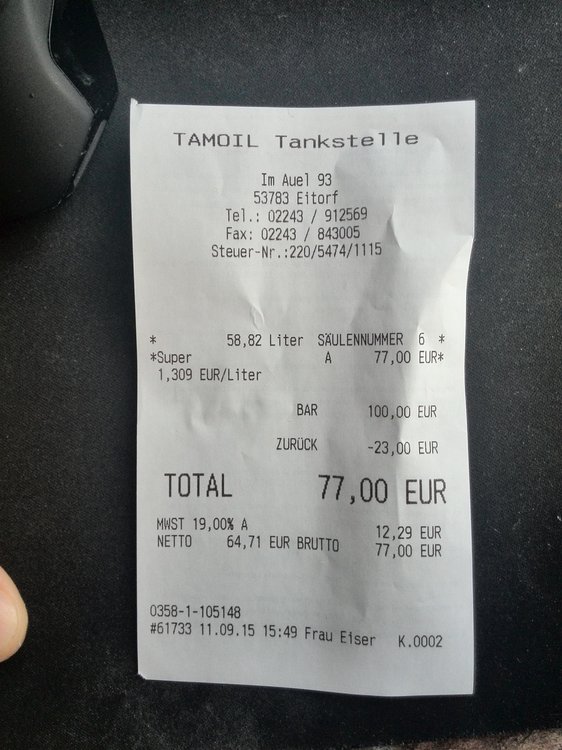 TAMOIL Tankstelle
Im Auel 93
53783 Eitorf
Tel.: 02243 / 912569
Fax: 02243 / 843005
Steuer-Nr.:220/5474/1115
* 58,82 Liter SÄULENNUMMER 6 *
*Super A 77,00 EUR*
1,309 EUR/Liter
BAR 100,00 EUR
ZURÜCK -23,00 EUR
TOTAL 77,00 EUR
MWST 19,00% A 12,29 EUR
NETTO 64,71 EUR BRUTTO 77,00 EUR
0358-1-105148
#61733 11.09.15 15:49 Frau Eiser K.0002